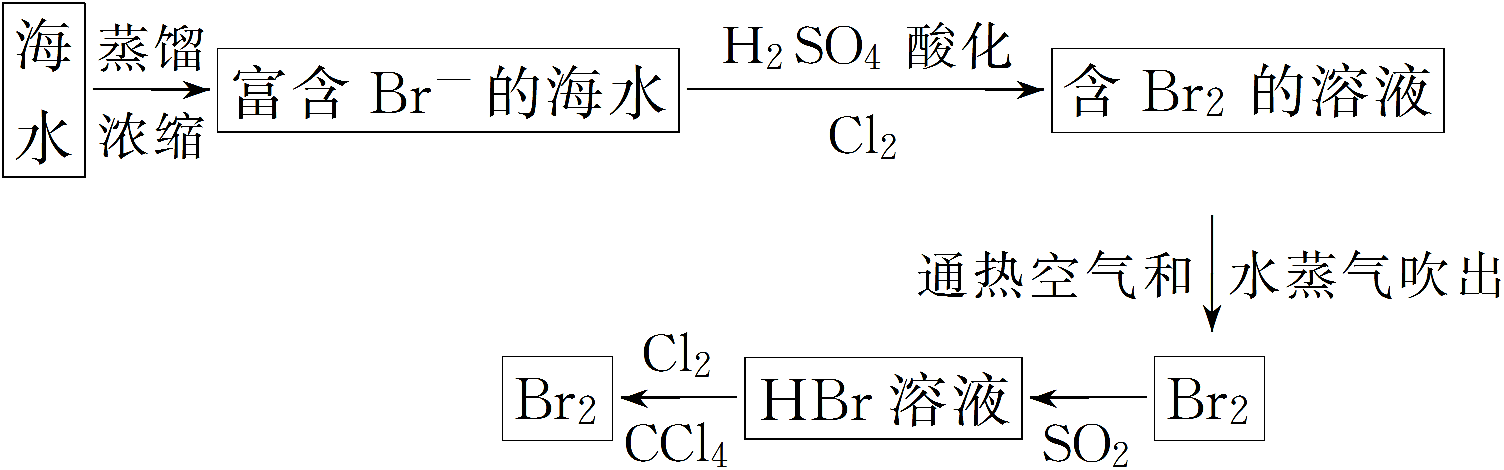 海水
蒸馏
浓缩
富含 Br⁻ 的海水
H₂SO₄ 酸化
Cl₂
含 Br₂ 的溶液
通热空气和
水蒸气吹出
Br₂
SO₂
HBr 溶液
Cl₂
CCl₄
Br₂